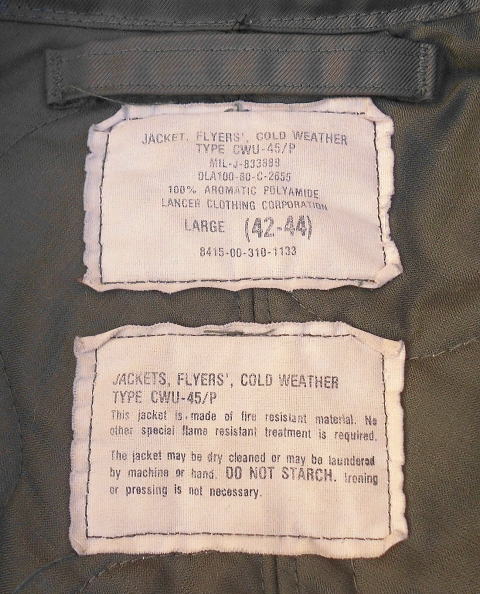 JACKET, FLYERS', COLD WEATHER
TYPE CWU-45/P
MIL-J-83388B
DLA100-80-C-2655
100% AROMATIC POLYAMIDE
LANCER CLOTHING CORPORATION
LARGE (42-44)
8415-00-310-1133
JACKETS, FLYERS', COLD WEATHER
TYPE CWU-45/P
This jacket is made of fire resistant material. No
other special flame resistant treatment is required.
The jacket may be dry cleaned or may be laundered
by machine or hand. DO NOT STARCH. Ironing
or pressing is not necessary.